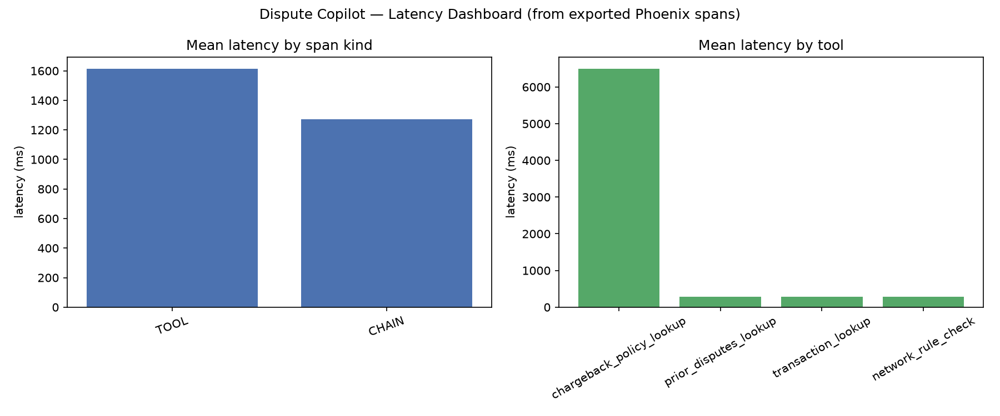 Dispute Copilot — Latency Dashboard (from exported Phoenix spans)
Mean latency by span kind
latency (ms)
1600
1400
1200
1000
800
600
400
200
0
TOOL
CHAIN
Mean latency by tool
latency (ms)
6000
5000
4000
3000
2000
1000
0
chargeback_policy_lookup
prior_disputes_lookup
transaction_lookup
network_rule_check